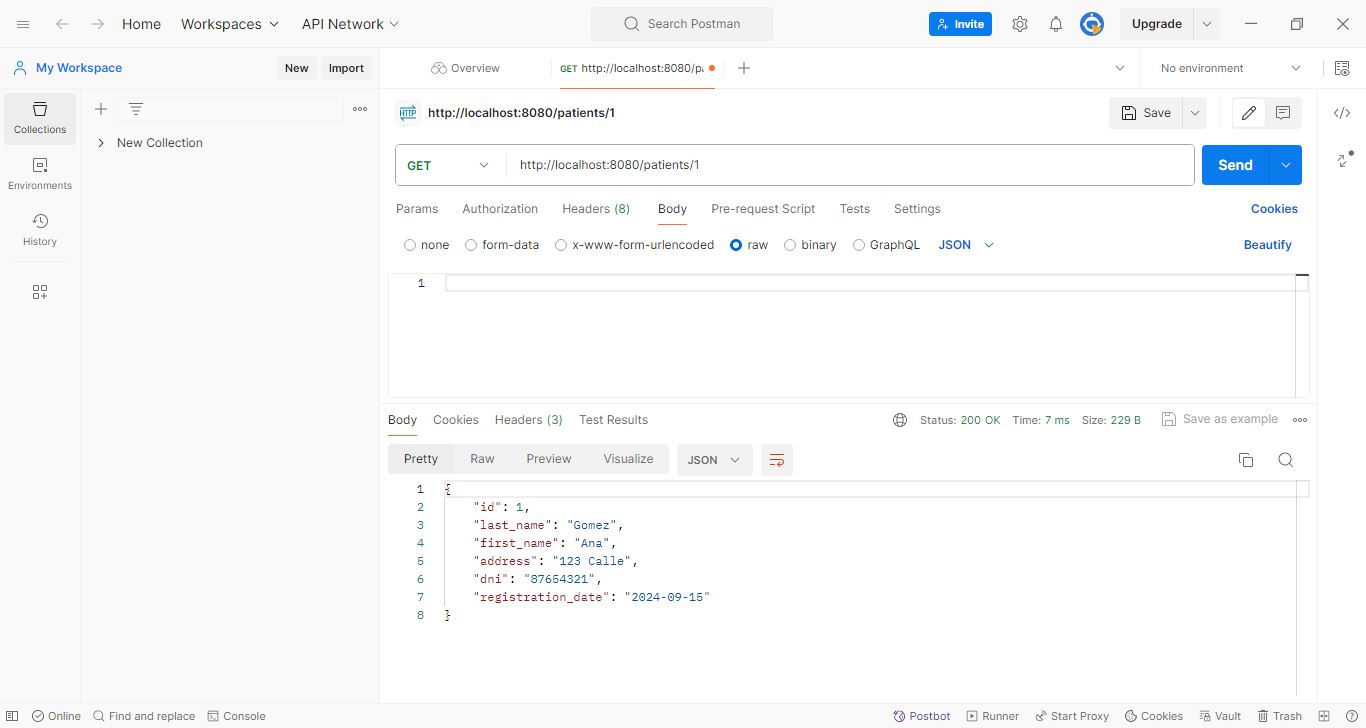 Home Workspaces API Network Search Postman Invite Upgrade
My Workspace New Import Overview GET http://localhost:8080/pa No environment
Collections
Environments
History
New Collection
HTTP http://localhost:8080/patients/1 Save
GET http://localhost:8080/patients/1 Send
Params Authorization Headers (8) Body Pre-request Script Tests Settings Cookies
none form-data x-www-form-urlencoded raw binary GraphQL JSON Beautify
1
Body Cookies Headers (3) Test Results Status: 200 OK Time: 7 ms Size: 229 B Save as example
Pretty Raw Preview Visualize JSON
1 {
2 "id": 1,
3 "last_name": "Gomez",
4 "first_name": "Ana",
5 "address": "123 Calle",
6 "dni": "87654321",
7 "registration_date": "2024-09-15"
8 }
Online Find and replace Console Postbot Runner Start Proxy Cookies Vault Trash